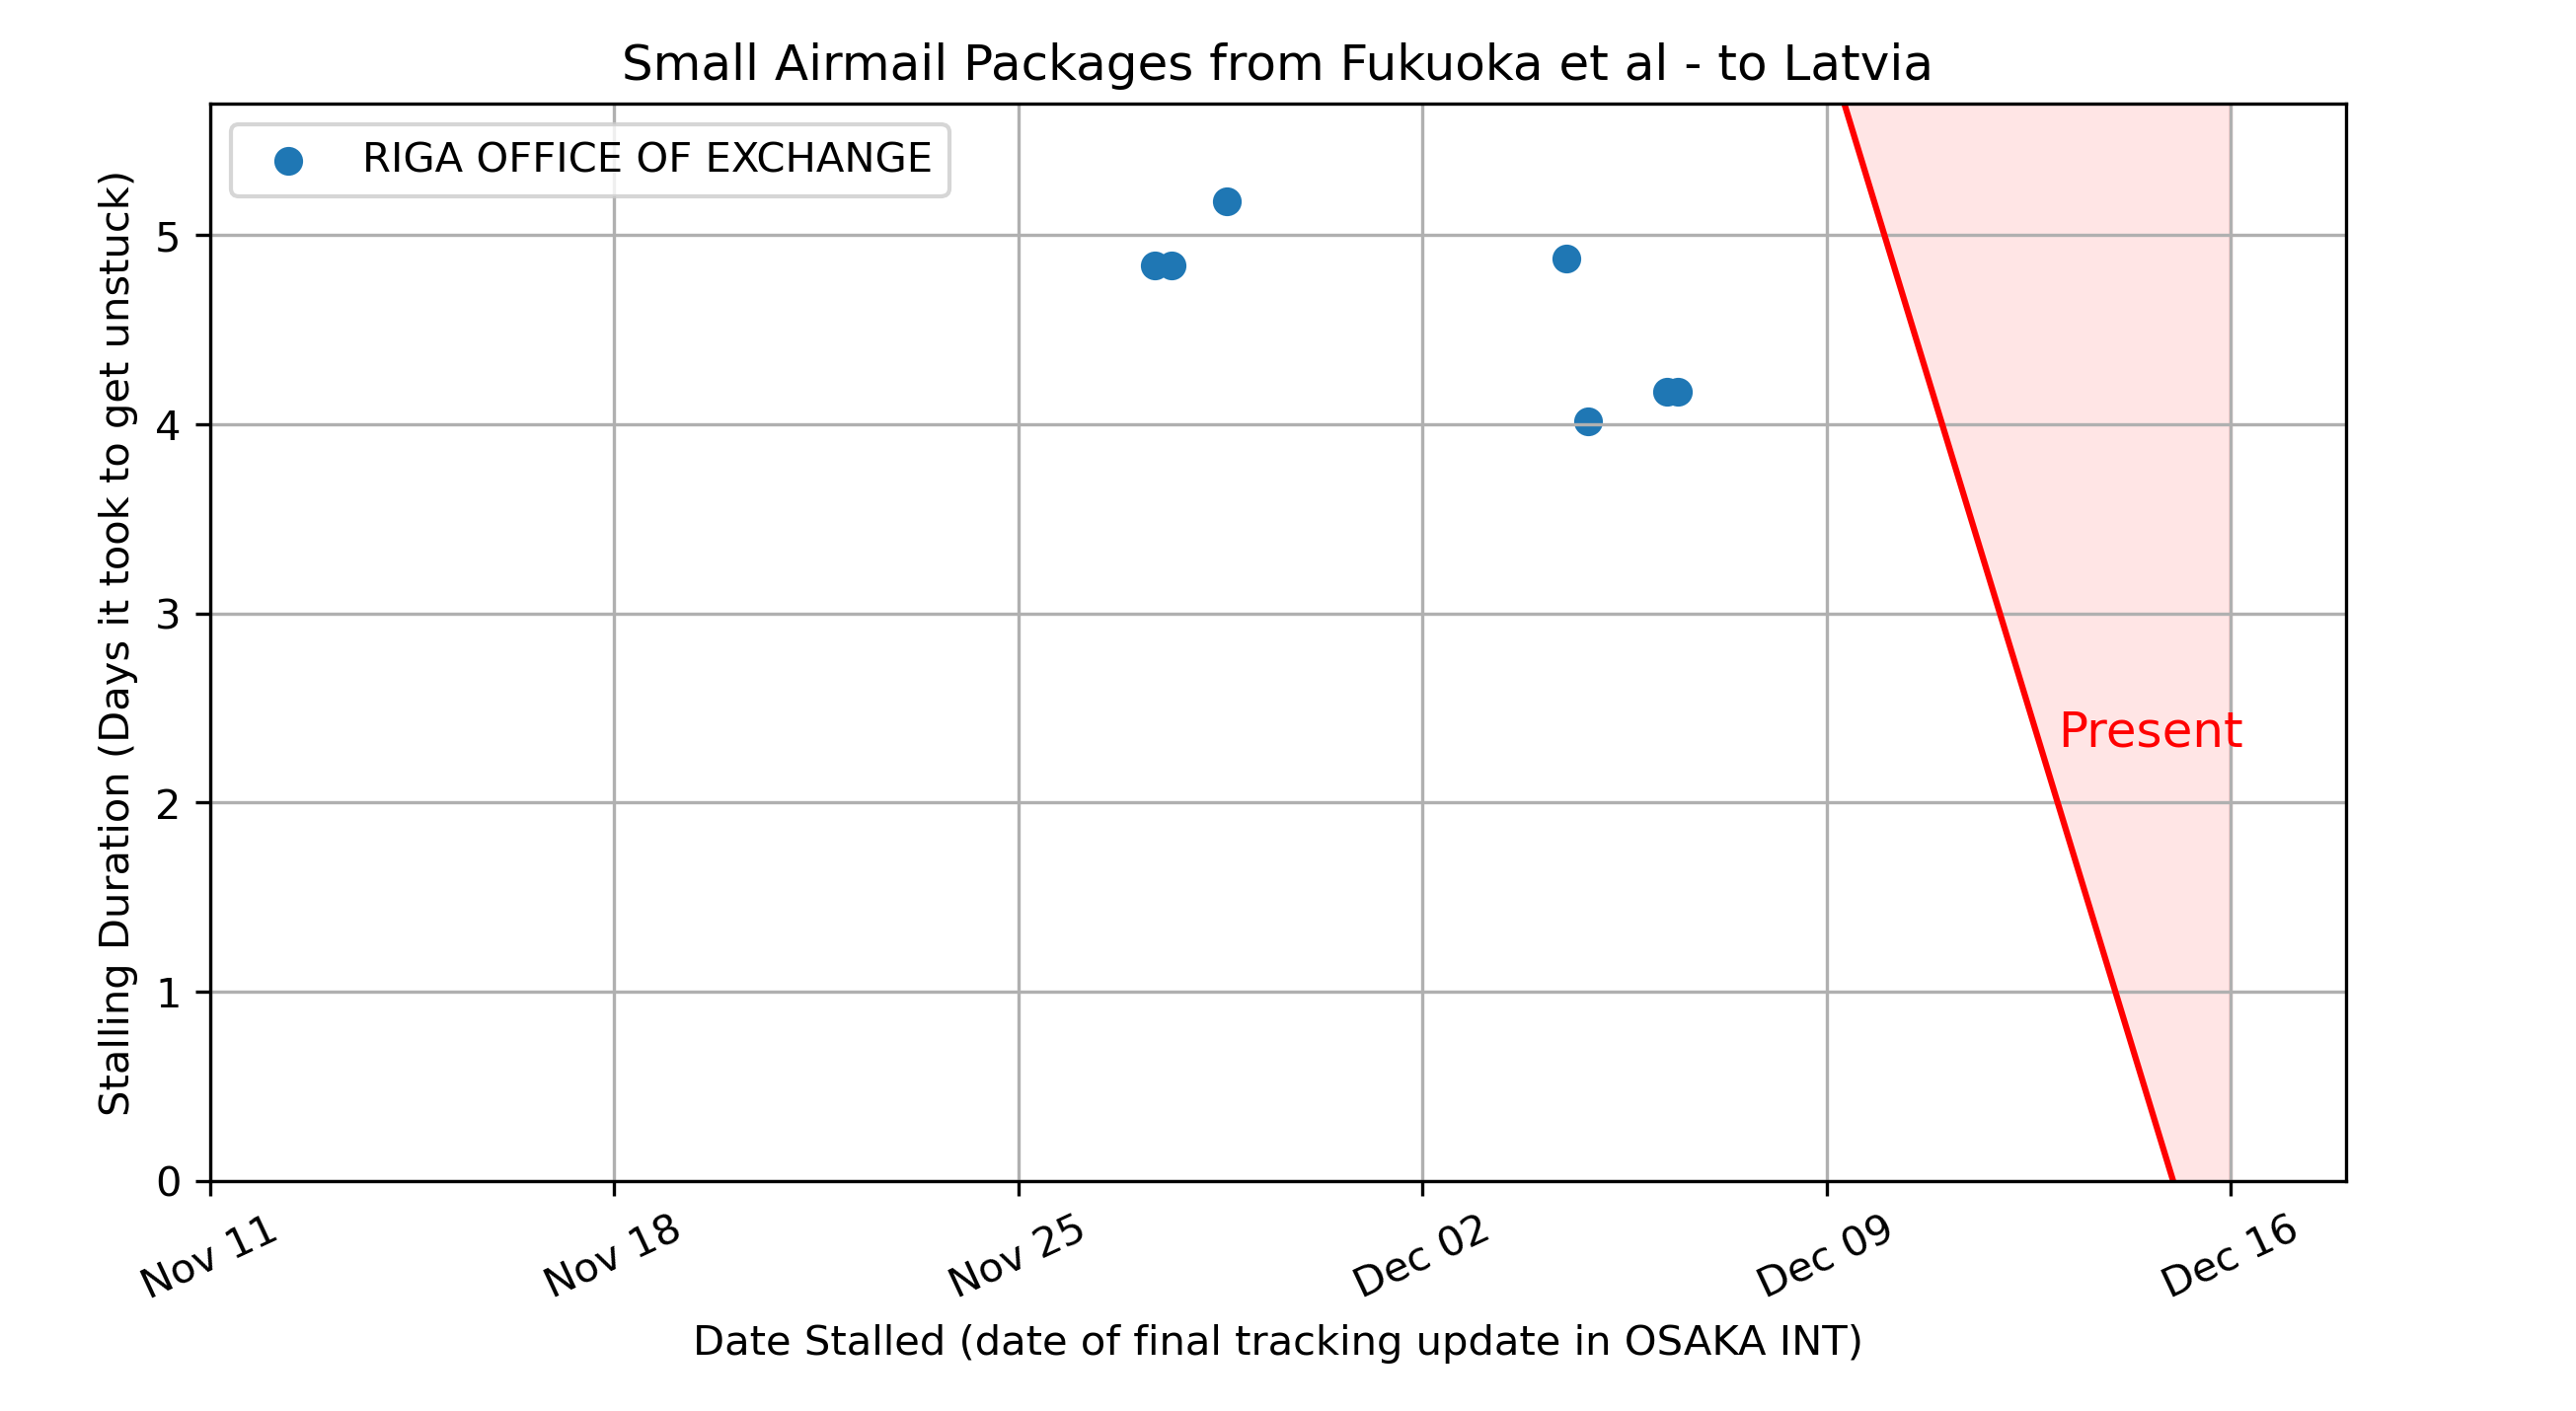 Small Airmail Packages from Fukuoka et al - to Latvia
RIGA OFFICE OF EXCHANGE
Stalling Duration (Days it took to get unstuck)
5
4
3
2
1
0
Present
Nov 11
Nov 18
Nov 25
Dec 02
Dec 09
Dec 16
Date Stalled (date of final tracking update in OSAKA INT)